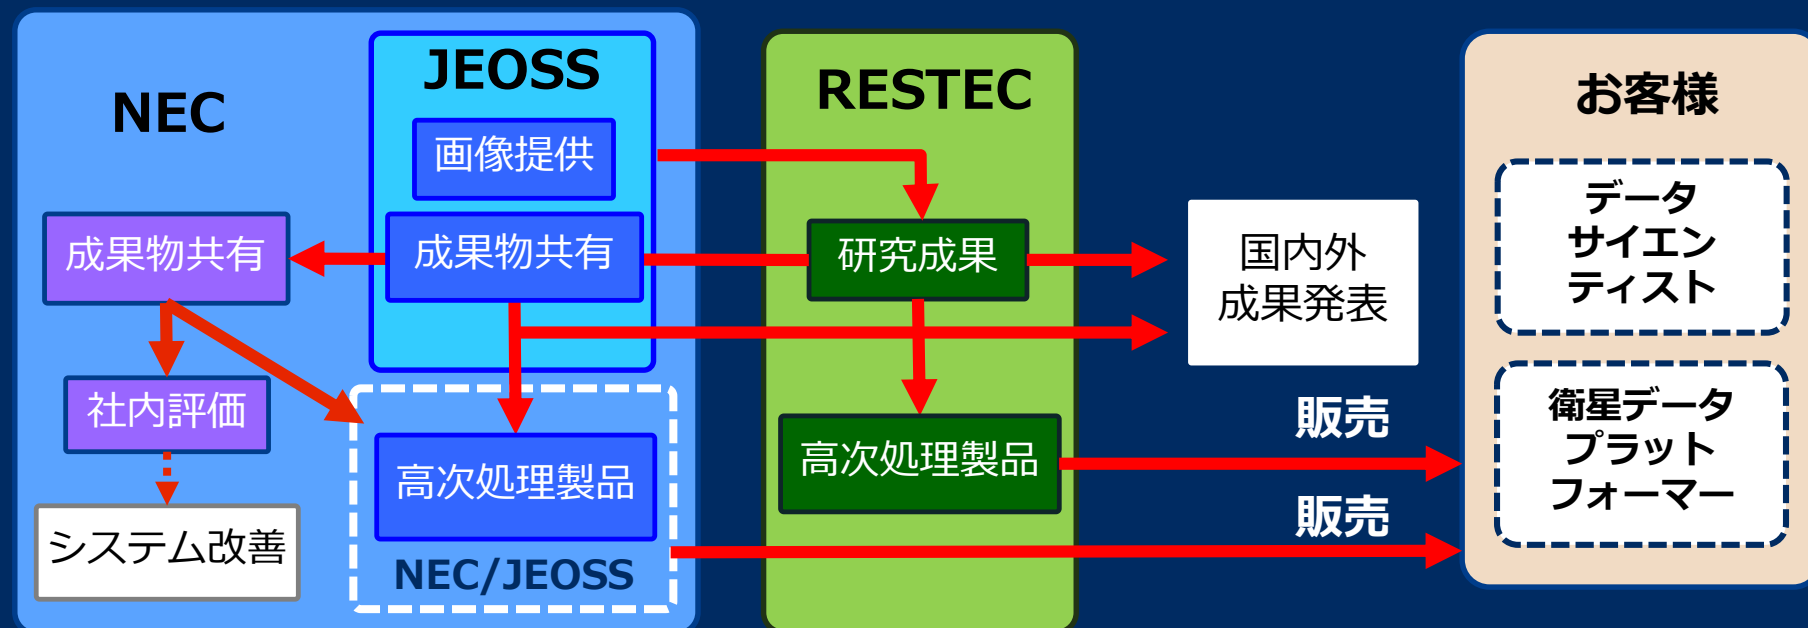 NEC
JEOSS
画像提供
成果物共有
成果物共有
社内評価
システム改善
高次処理製品
NEC/JEOSS
RESTEC
研究成果
高次処理製品
国内外
成果発表
販売
販売
お客様
データ
サイエン
ティスト
衛星データ
プラット
フォーマー